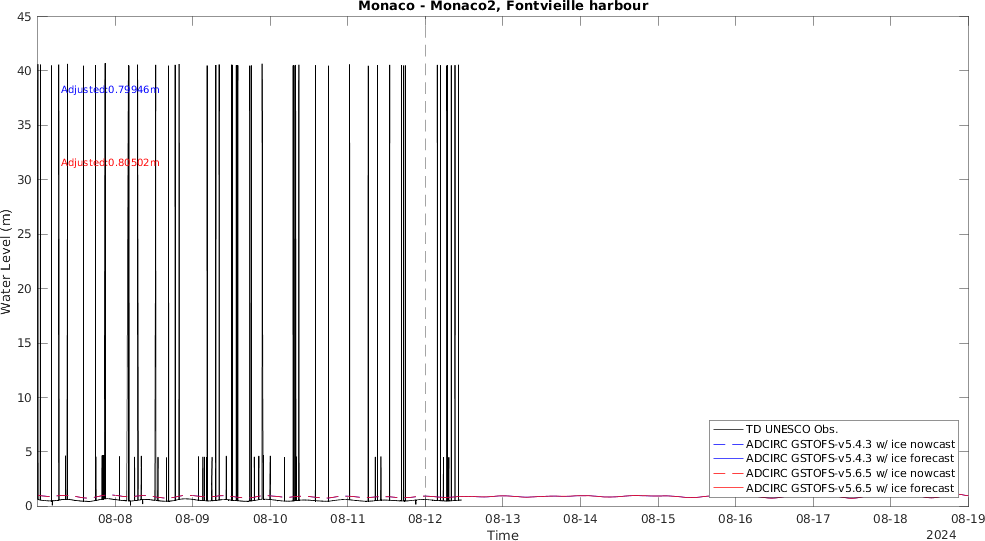 Monaco - Monaco2, Fontvieille harbour
45
40
35
30
25
20
15
10
5
0
Water Level (m)
Adjusted:0.79946m
Adjusted:0.80502m
TD UNESCO Obs.
ADCIRC GSTOFS-v5.4.3 w/ ice nowcast
ADCIRC GSTOFS-v5.4.3 w/ ice forecast
ADCIRC GSTOFS-v5.6.5 w/ ice nowcast
ADCIRC GSTOFS-v5.6.5 w/ ice forecast
08-08 08-09 08-10 08-11 08-12 08-13 08-14 08-15 08-16 08-17 08-18 08-19
Time
2024